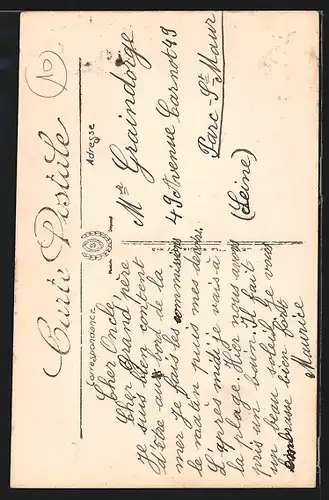 10
Carte Postale
Correspondance
Adresse
Cher Oncle
Cher Grand'père
je suis bien content
d'être au bord de la
mer je fais les commissions
le matin puis mes devoirs
L'après midi je vais à
la plage. Hier nous avons
pris un bain. Il fait
un beau soleil. Je vous
embrasse bien fort
Maurice
Mr Graindorge
49 Avenue Carnot 49
Parc-St Maur
(Seine)